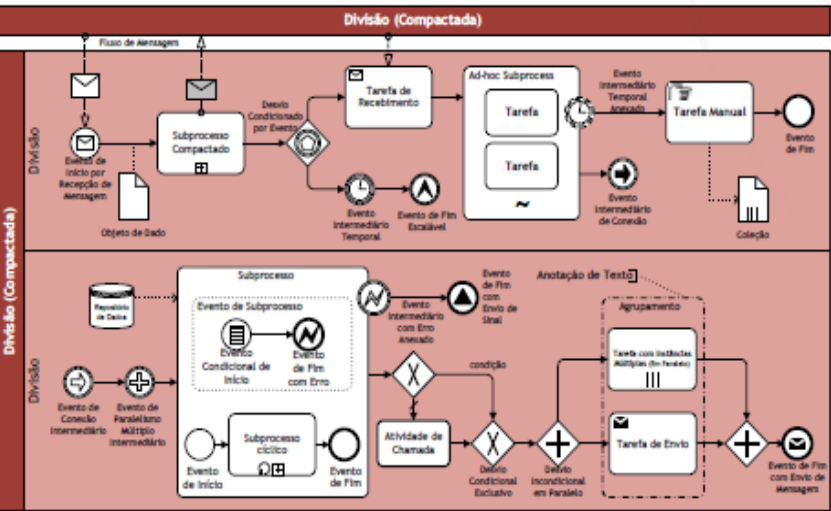 Divisão (Compactada)
Fluxo de Mensagem
Divisão (Compactada)
Divisão
Evento de
Início por
Recepção de
Mensagem
Objeto de Dado
Subprocesso
Compactado
Desvio
Condicionado
por Evento
Tarefa de
Recebimento
Evento
Intermediário
Temporal
Evento de Fim
Escalável
Ad-hoc Subprocess
Tarefa
Tarefa
Evento
Intermediário
Temporal
Anexado
Evento
Intermediário
de Conexão
Tarefa Manual
Evento
de Fim
Coleção
Divisão
Repositório
de Dados
Evento de
Conexão
Intermediário
Evento de
Paralelismo
Múltiplo
Intermediário
Subprocesso
Evento de Subprocesso
Evento
Condicional de
Início
Evento
de Fim
com Erro
Evento
de Início
Subprocesso
cíclico
Evento
de Fim
Evento
Intermediário
com Erro
Anexado
Evento
de Fim
com
Envio de
Sinal
condição
Atividade de
Chamada
Desvio
Condicional
Exclusivo
Desvio
Incondicional
em Paralelo
Anotação de Texto
Agrupamento
Tarefa com Instâncias
Múltiplas (Em Paralelo)
Tarefa de Envio
Evento de Fim
com Envio de
Mensagem